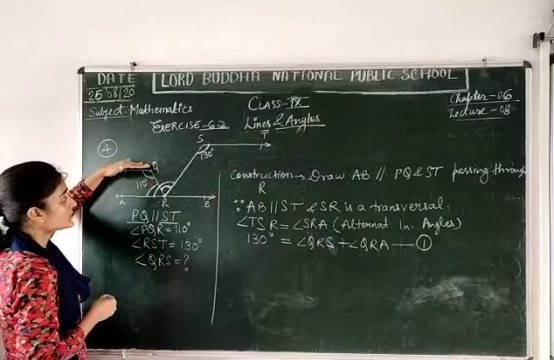 DATE
LORD BUDDHA NATIONAL PUBLIC SCHOOL
25/08/20
Subject: Mathematics
CLASS-IX
Chapter-06
Lecture-08
EXERCISE-6.2
Lines & Angles
4
S
T
130°
Q
110°
A
R
B
PQ || ST
∠PQR = 110°
∠RST = 130°
∠QRS = ?
Construction → Draw AB // PQ & ST passing through
R
∵ AB || ST & SR is a transversal.
∠TSR = ∠SRA (Alternat In. Angles)
130° = ∠QRS + ∠QRA — 1